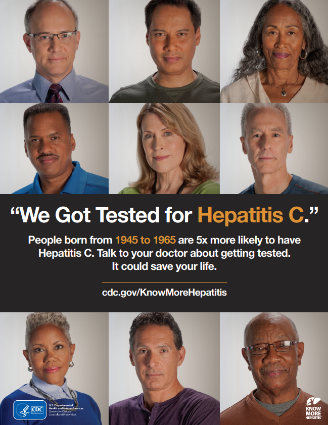 “We Got Tested for Hepatitis C.”
People born from 1945 to 1965 are 5x more likely to have
Hepatitis C. Talk to your doctor about getting tested.
It could save your life.
cdc.gov/KnowMoreHepatitis
CDC
KNOW
MORE
HEPATITIS